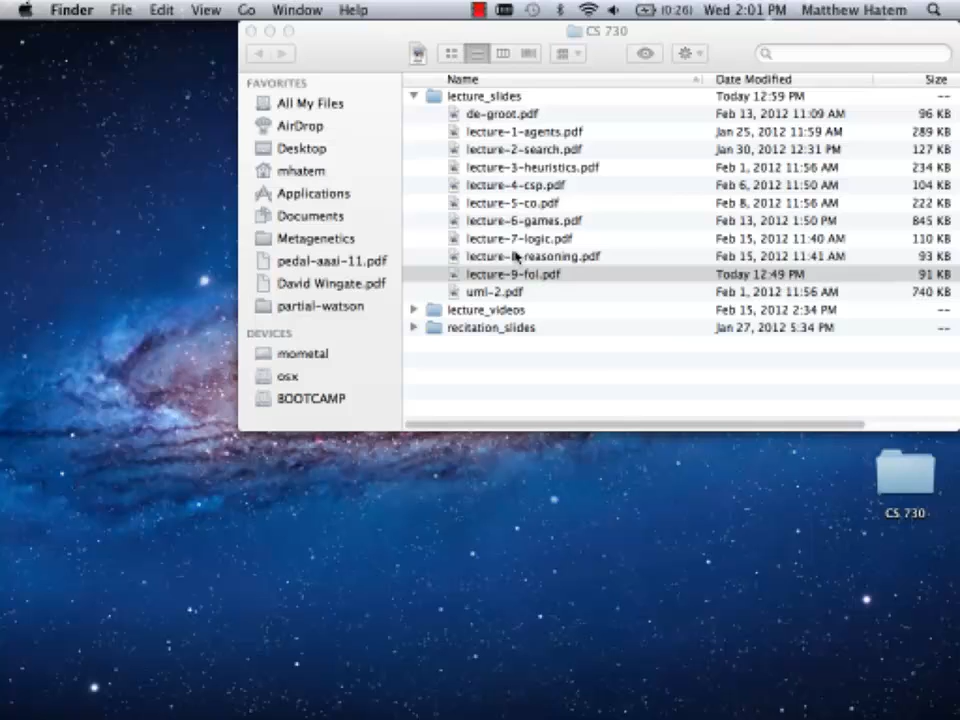 Finder File Edit View Go Window Help (0:26) Wed 2:01 PM Matthew Hatem
CS 730
FAVORITES
All My Files
AirDrop
Desktop
mhatem
Applications
Documents
Metagenetics
pedal-aaai-11.pdf
David Wingate.pdf
partial-watson
DEVICES
mometal
osx
BOOTCAMP
Name Date Modified Size
lecture_slides Today 12:59 PM --
de-groot.pdf Feb 13, 2012 11:09 AM 96 KB
lecture-1-agents.pdf Jan 25, 2012 11:59 AM 289 KB
lecture-2-search.pdf Jan 30, 2012 12:31 PM 127 KB
lecture-3-heuristics.pdf Feb 1, 2012 11:56 AM 234 KB
lecture-4-csp.pdf Feb 6, 2012 11:50 AM 104 KB
lecture-5-co.pdf Feb 8, 2012 11:56 AM 222 KB
lecture-6-games.pdf Feb 13, 2012 1:50 PM 845 KB
lecture-7-logic.pdf Feb 15, 2012 11:40 AM 110 KB
lecture-8-reasoning.pdf Feb 15, 2012 11:41 AM 93 KB
lecture-9-fol.pdf Today 12:49 PM 91 KB
uml-2.pdf Feb 1, 2012 11:56 AM 740 KB
lecture_videos Feb 15, 2012 2:34 PM --
recitation_slides Jan 27, 2012 5:34 PM --
CS 730